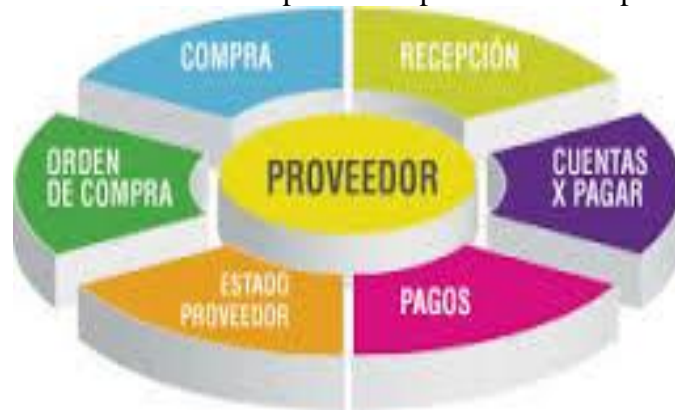 COMPRA
RECEPCIÓN
ORDEN
DE COMPRA
PROVEEDOR
CUENTAS
X PAGAR
ESTADO
PROVEEDOR
PAGOS